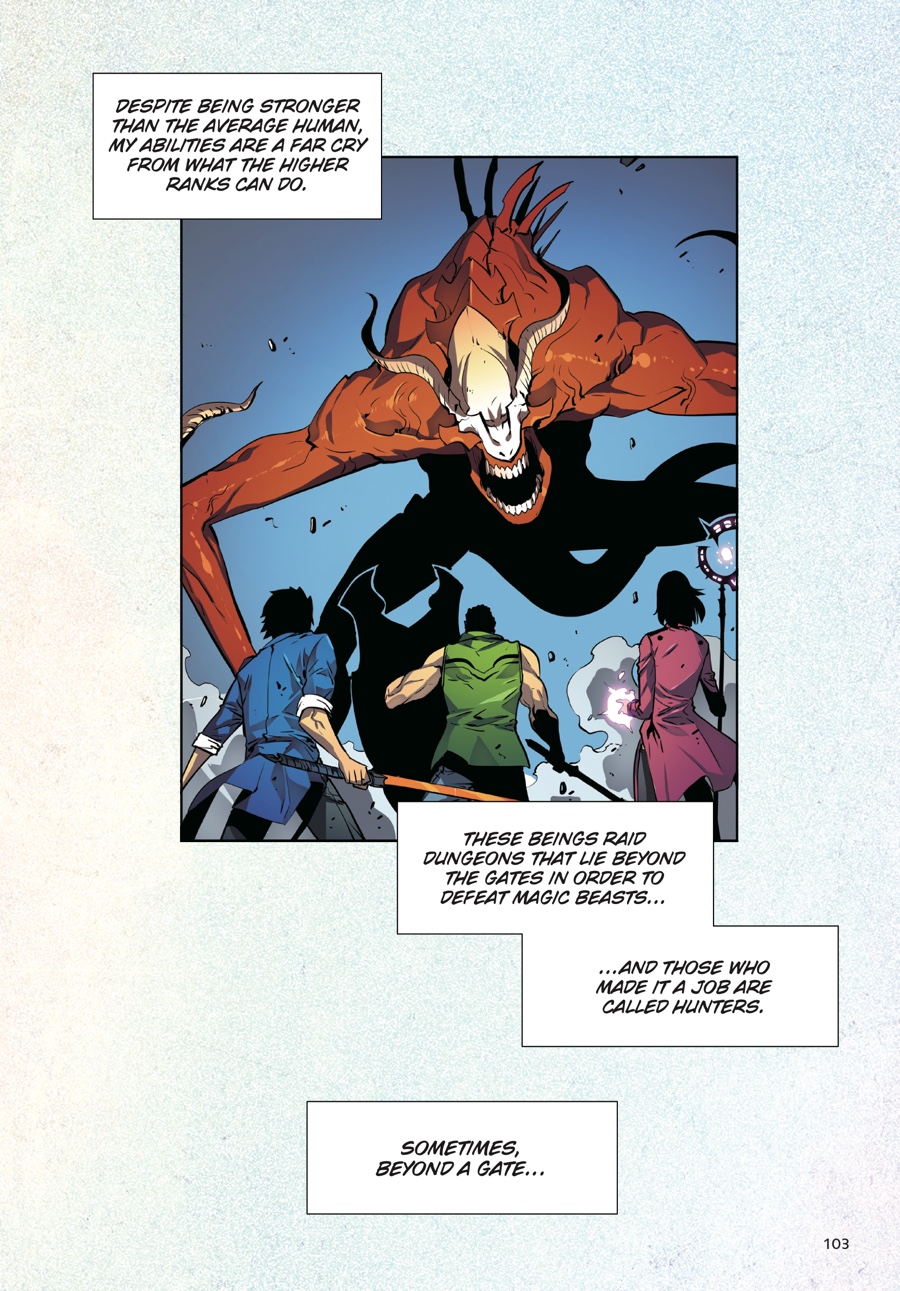 DESPITE BEING STRONGER
THAN THE AVERAGE HUMAN,
MY ABILITIES ARE A FAR CRY
FROM WHAT THE HIGHER
RANKS CAN DO.
THESE BEINGS RAID
DUNGEONS THAT LIE BEYOND
THE GATES IN ORDER TO
DEFEAT MAGIC BEASTS...
...AND THOSE WHO
MADE IT A JOB ARE
CALLED HUNTERS.
SOMETIMES,
BEYOND A GATE...
103